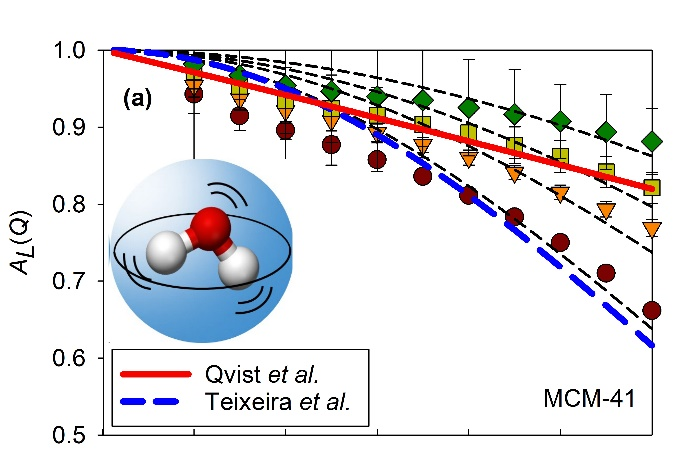 1.0
(a)
0.9
0.8
A_L(Q)
0.7
0.6
Qvist et al.
Teixeira et al.
MCM-41
0.5